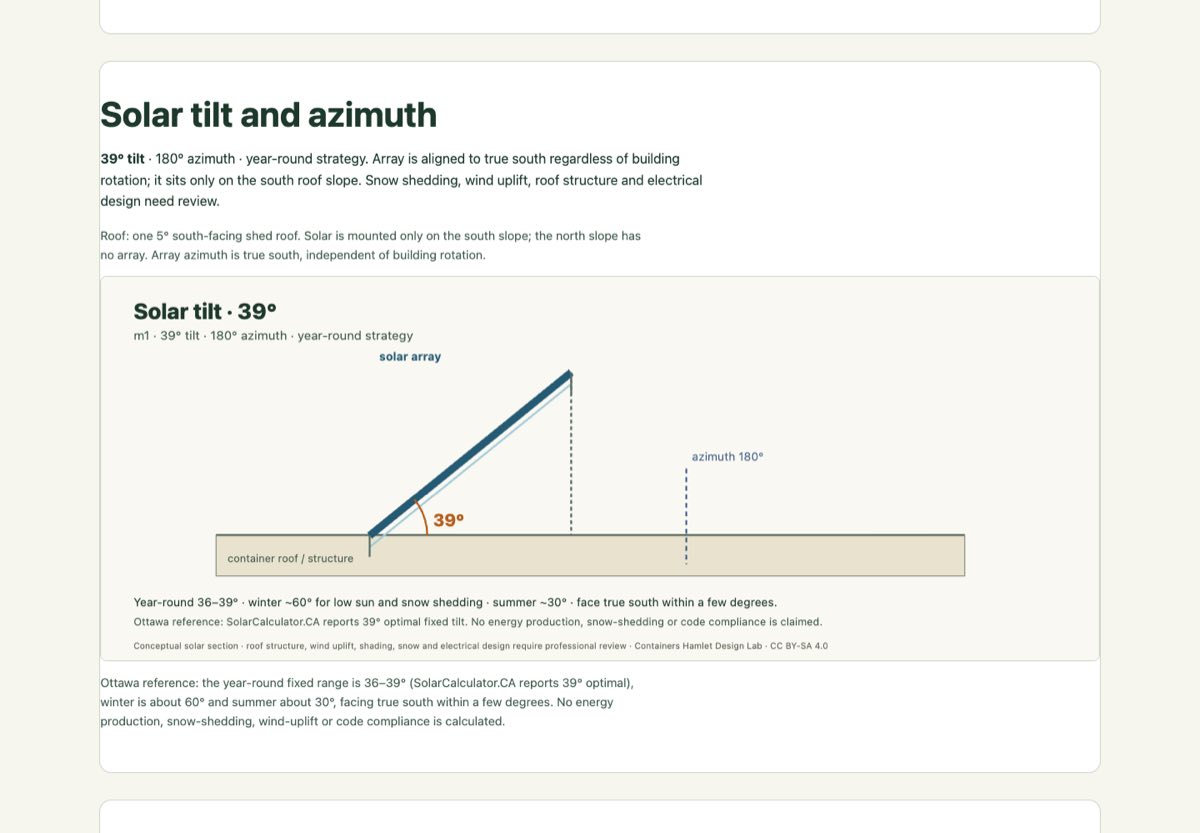 Solar tilt and azimuth
39° tilt · 180° azimuth · year-round strategy. Array is aligned to true south regardless of building
rotation; it sits only on the south roof slope. Snow shedding, wind uplift, roof structure and electrical
design need review.
Roof: one 5° south-facing shed roof. Solar is mounted only on the south slope; the north slope has
no array. Array azimuth is true south, independent of building rotation.
Solar tilt · 39°
m1 · 39° tilt · 180° azimuth · year-round strategy
solar array
azimuth 180°
39°
container roof / structure
Year-round 36–39° · winter ~60° for low sun and snow shedding · summer ~30° · face true south within a few degrees.
Ottawa reference: SolarCalculator.CA reports 39° optimal fixed tilt. No energy production, snow-shedding or code compliance is claimed.
Conceptual solar section · roof structure, wind uplift, shading, snow and electrical design require professional review · Containers Hamlet Design Lab · CC BY-SA 4.0
Ottawa reference: the year-round fixed range is 36–39° (SolarCalculator.CA reports 39° optimal),
winter is about 60° and summer about 30°, facing true south within a few degrees. No energy
production, snow-shedding, wind-uplift or code compliance is calculated.